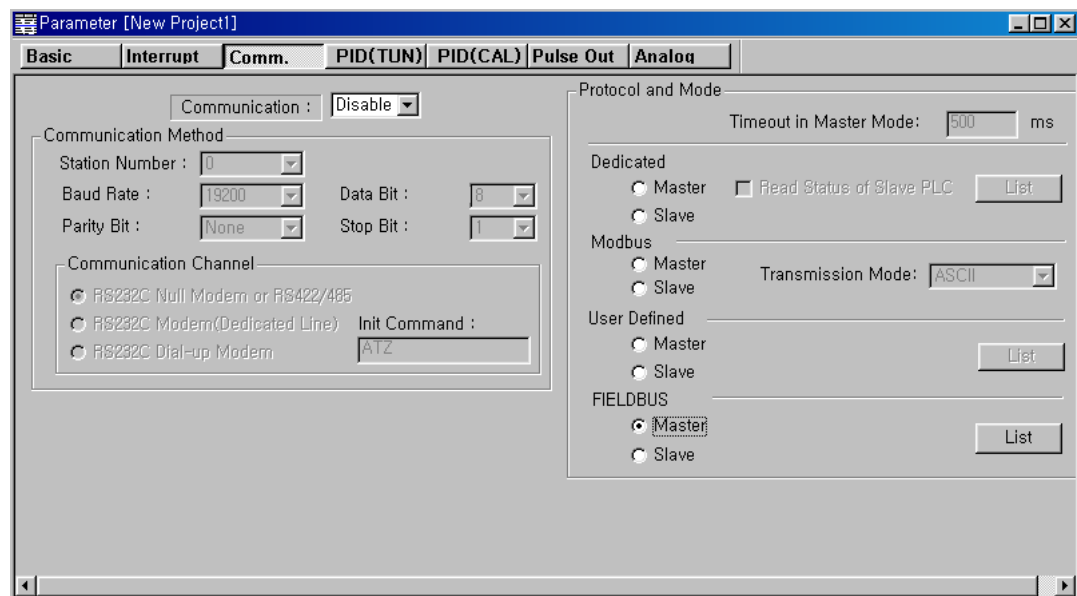 Parameter [New Project1]
Basic Interrupt Comm. PID(TUN) PID(CAL) Pulse Out Analog
Communication : Disable
Communication Method
Station Number : 0
Baud Rate : 19200 Data Bit : 8
Parity Bit : None Stop Bit : 1
Communication Channel
RS232C Null Modem or RS422/485
RS232C Modem(Dedicated Line) Init Command :
RS232C Dial-up Modem ATZ
Protocol and Mode
Timeout in Master Mode: 500 ms
Dedicated
Master Read Status of Slave PLC List
Slave
Modbus
Master Transmission Mode: ASCII
Slave
User Defined
Master
List
Slave
FIELDBUS
Master
List
Slave